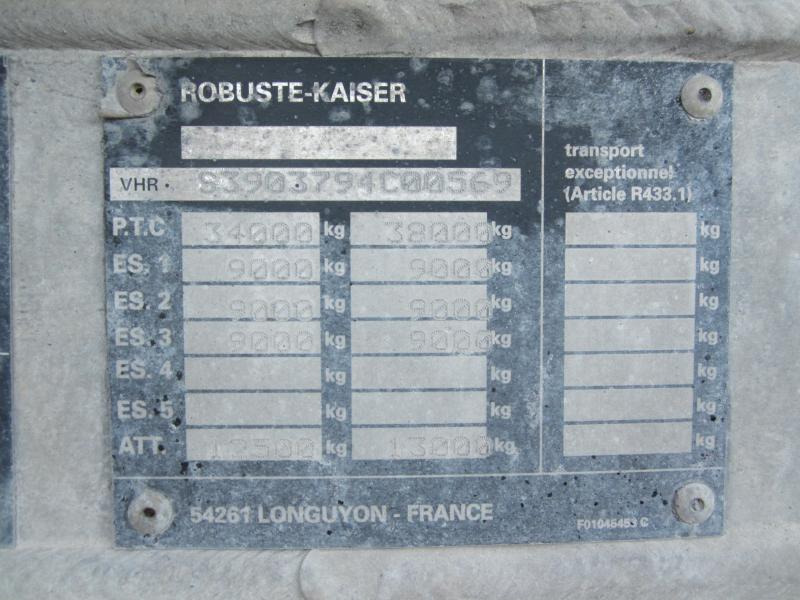 ROBUSTE-KAISER
VHR · S3903794C00569
transport
exceptionnel
(Article R433.1)
P.T.C 34000 kg 38000 kg kg
ES. 1 9000 kg 9000 kg kg
ES. 2 9000 kg 9000 kg kg
ES. 3 9000 kg 9000 kg kg
ES. 4 kg kg kg
ES. 5 kg kg kg
ATT. 12500 kg 13000 kg kg
54261 LONGUYON - FRANCE
F01045453 C